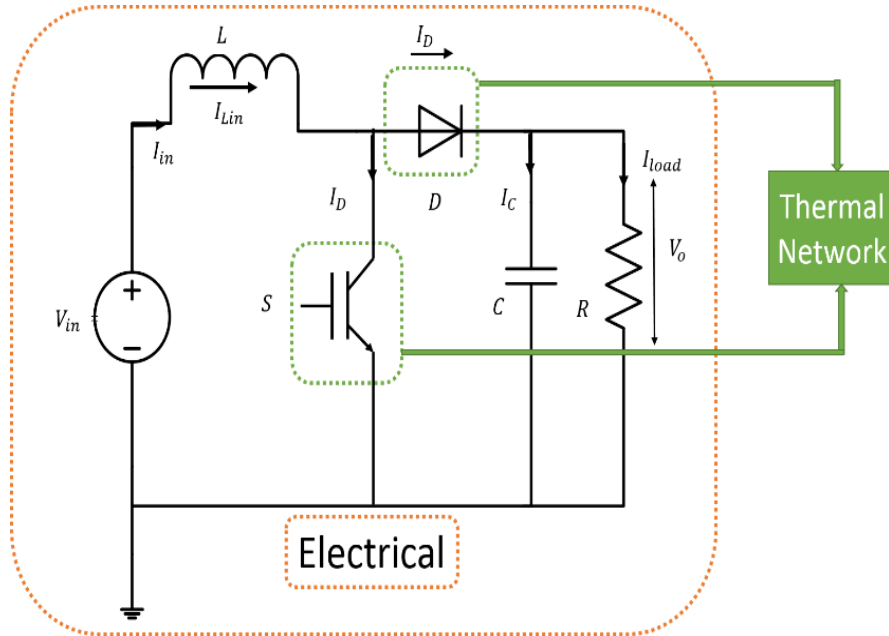 L
I_D
I_Lin
I_in
I_D
D
I_C
I_load
Thermal
Network
V_o
+
S
C
R
V_in
−
Electrical